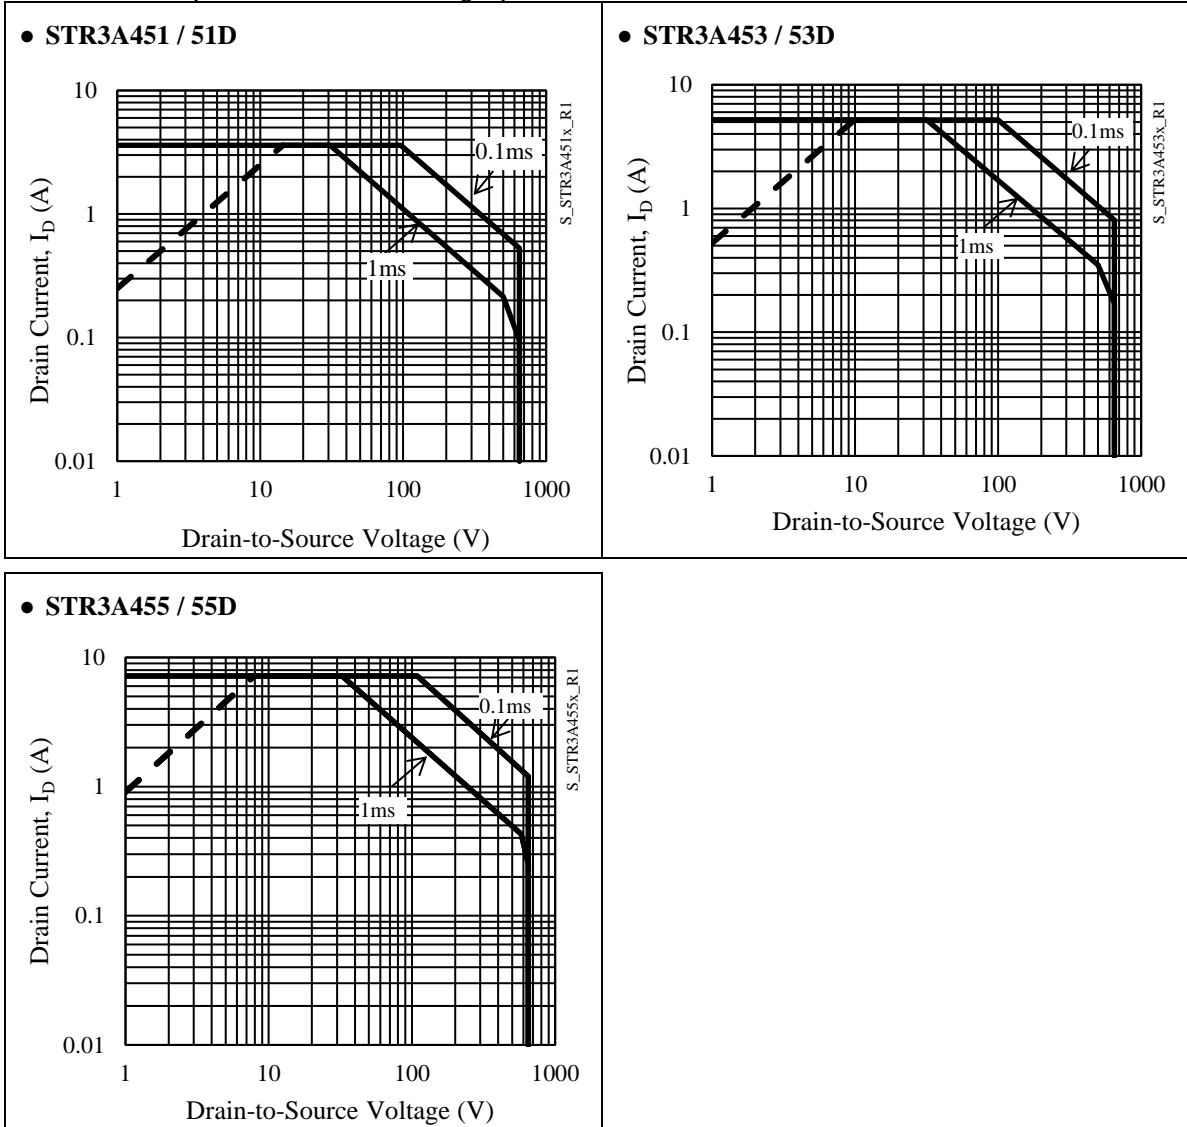 ● STR3A451 / 51D
10
1
0.1
0.01
1
10
100
1000
Drain Current, I_D (A)
Drain-to-Source Voltage (V)
0.1ms
1ms
S_STR3A451x_R1
● STR3A453 / 53D
10
1
0.1
0.01
1
10
100
1000
Drain Current, I_D (A)
Drain-to-Source Voltage (V)
0.1ms
1ms
S_STR3A453x_R1
● STR3A455 / 55D
10
1
0.1
0.01
1
10
100
1000
Drain Current, I_D (A)
Drain-to-Source Voltage (V)
0.1ms
1ms
S_STR3A455x_R1